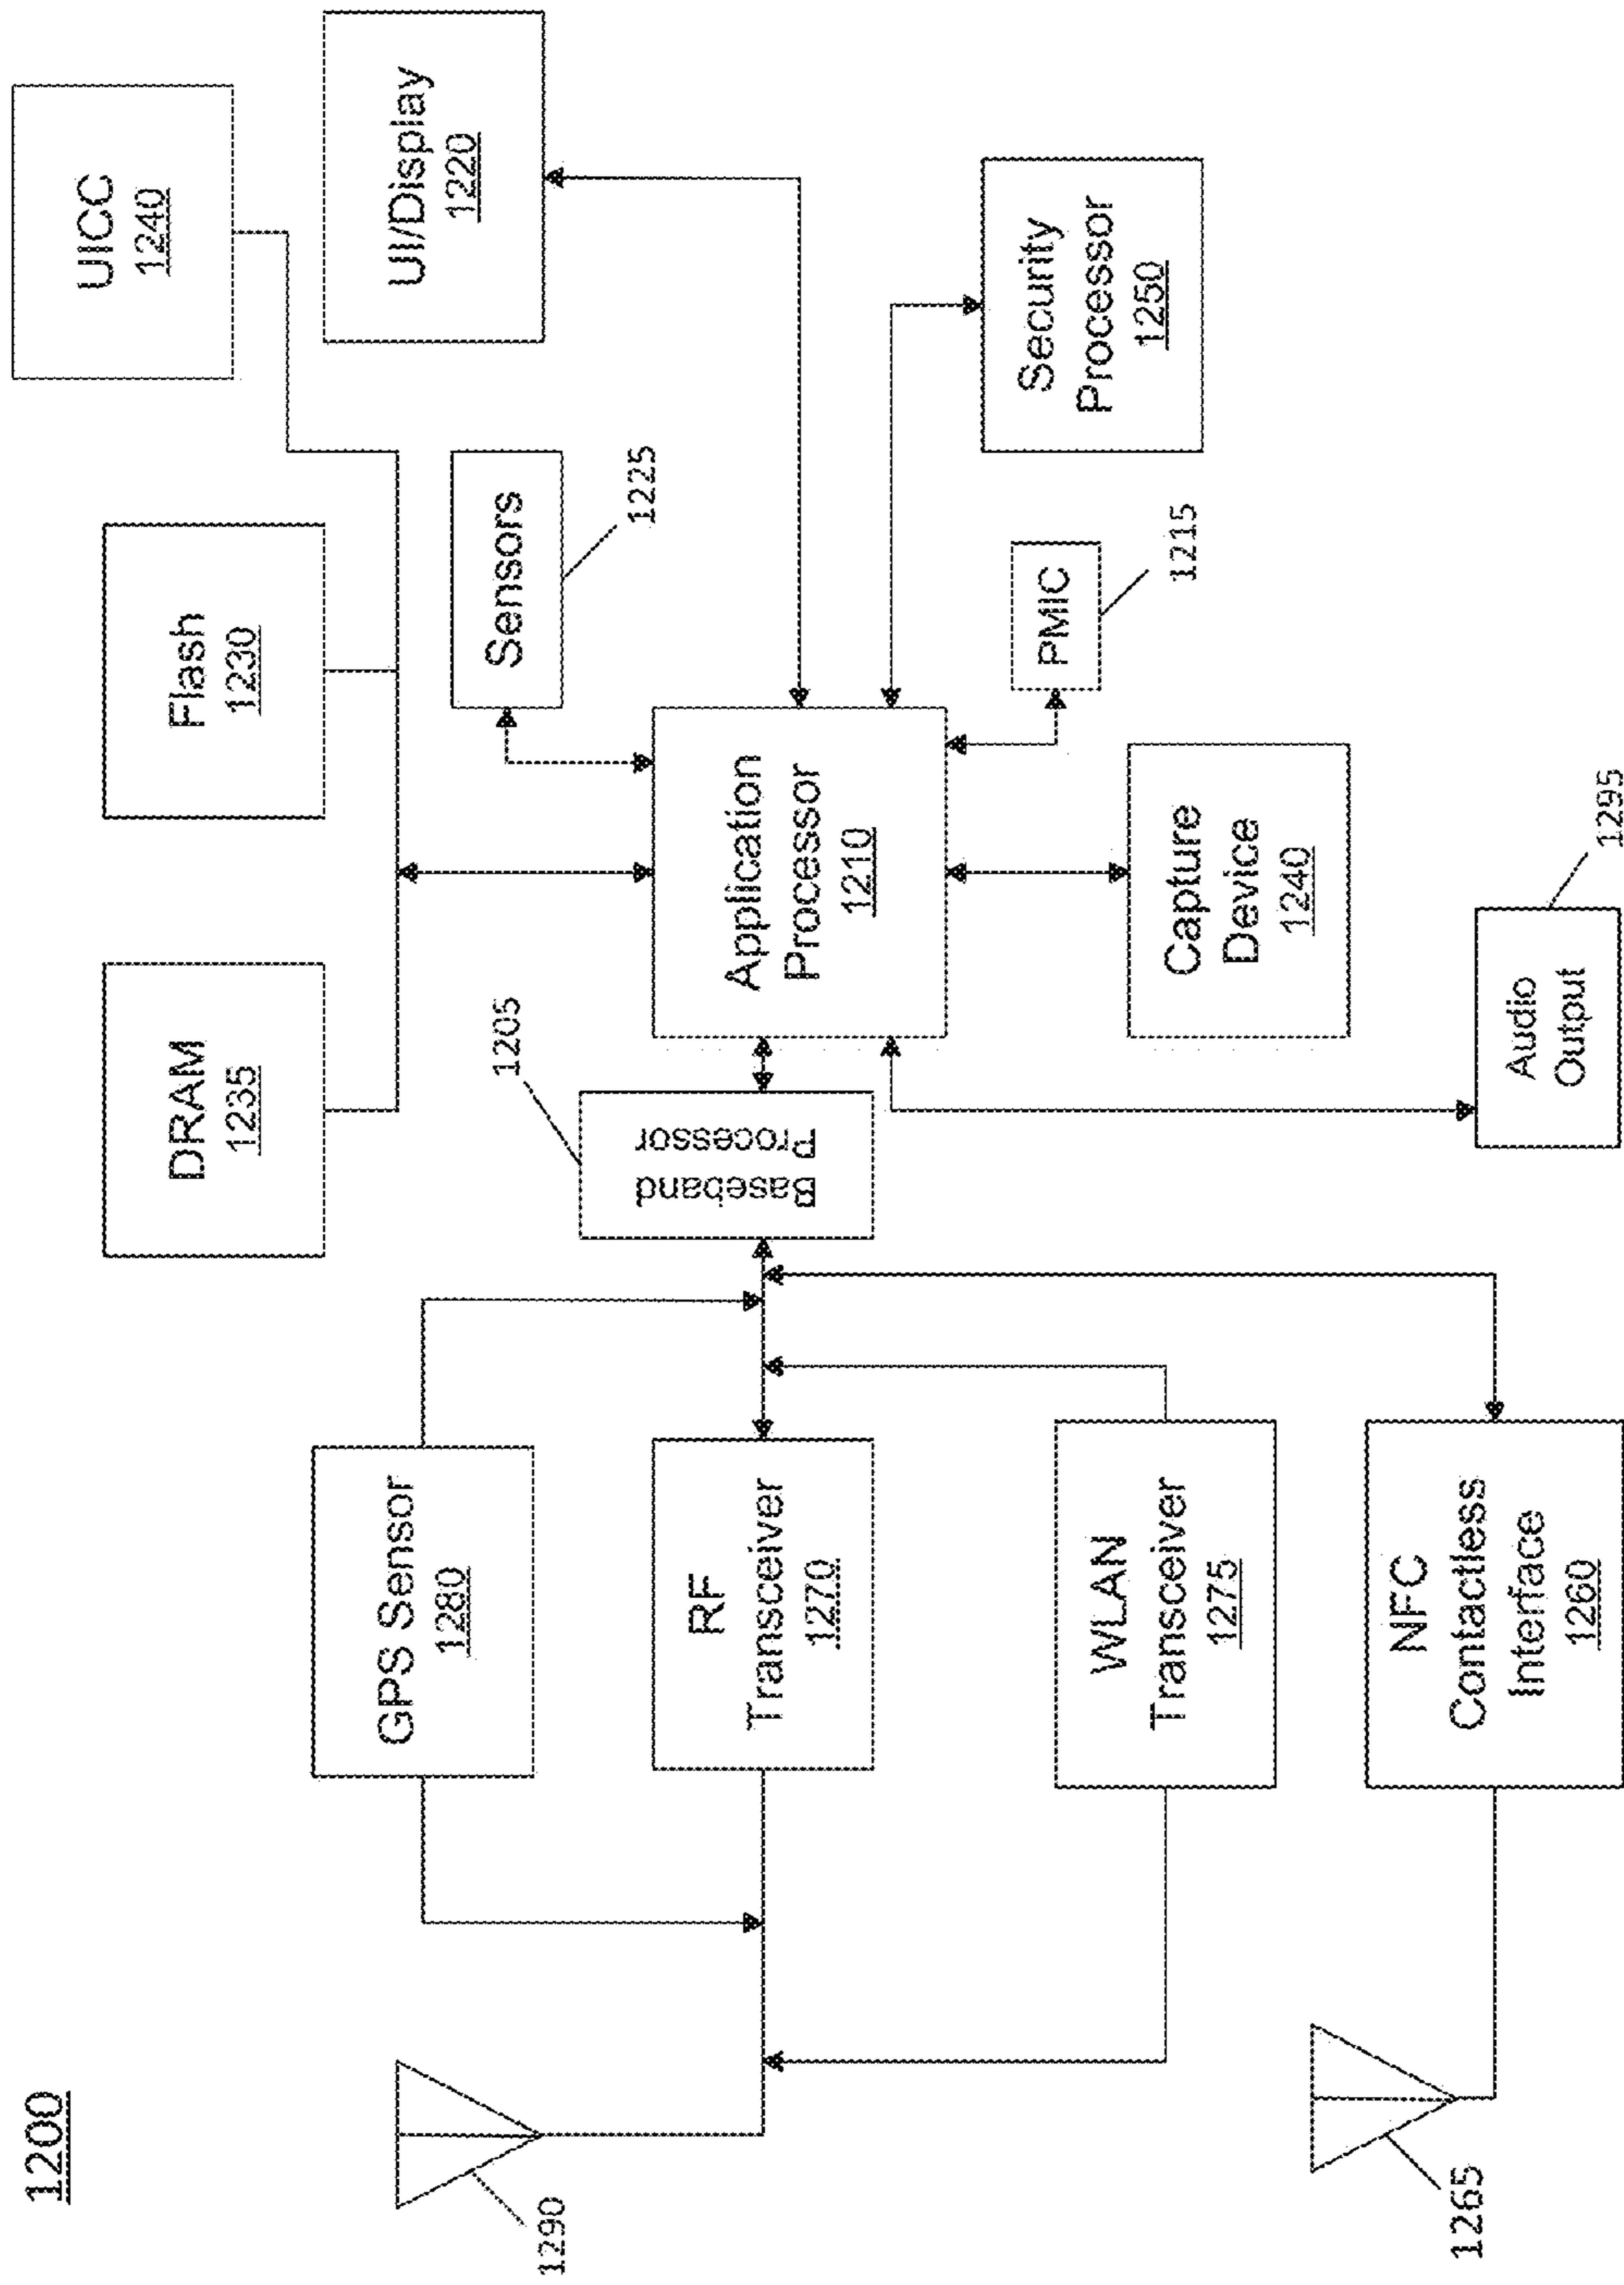 1200
UICC
1240
DRAM
1235
Flash
1230
UI/Display
1220
Sensors
1225
GPS Sensor
1280
1290
1205
Baseband
Processor
RF
Transceiver
1270
Application
Processor
1210
Security
Processor
1250
PMIC
1215
WLAN
Transceiver
1275
Capture
Device
1240
NFC
Contactless
Interface
1260
1265
Audio
Output
1295